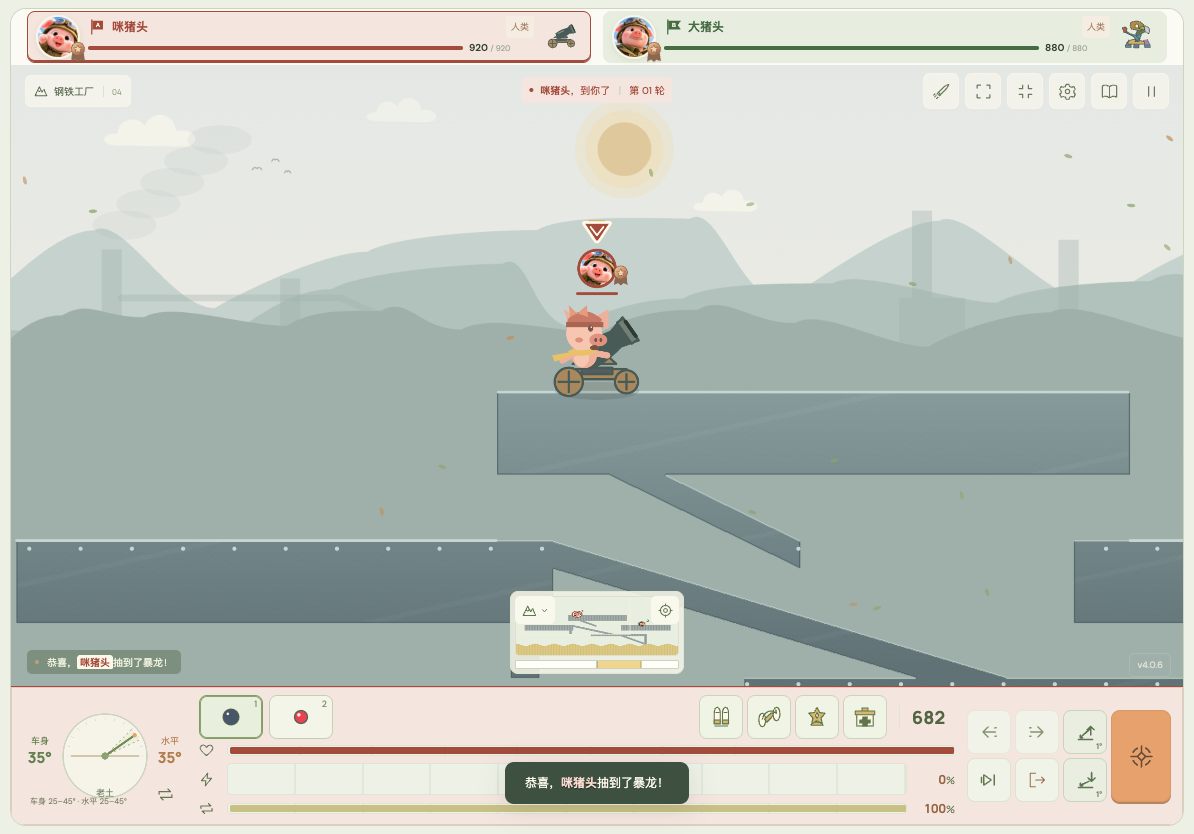 A 咪猪头
人类
920 / 920
B 大猪头
人类
880 / 880
钢铁工厂 04
咪猪头，到你了 第 01 轮
恭喜，咪猪头抽到了暴龙！
v4.0.6
车身
35°
水平
35°
老土
车身 25–45° · 水平 25–45°
1
2
682
1°
1°
0%
100%
恭喜，咪猪头抽到了暴龙！